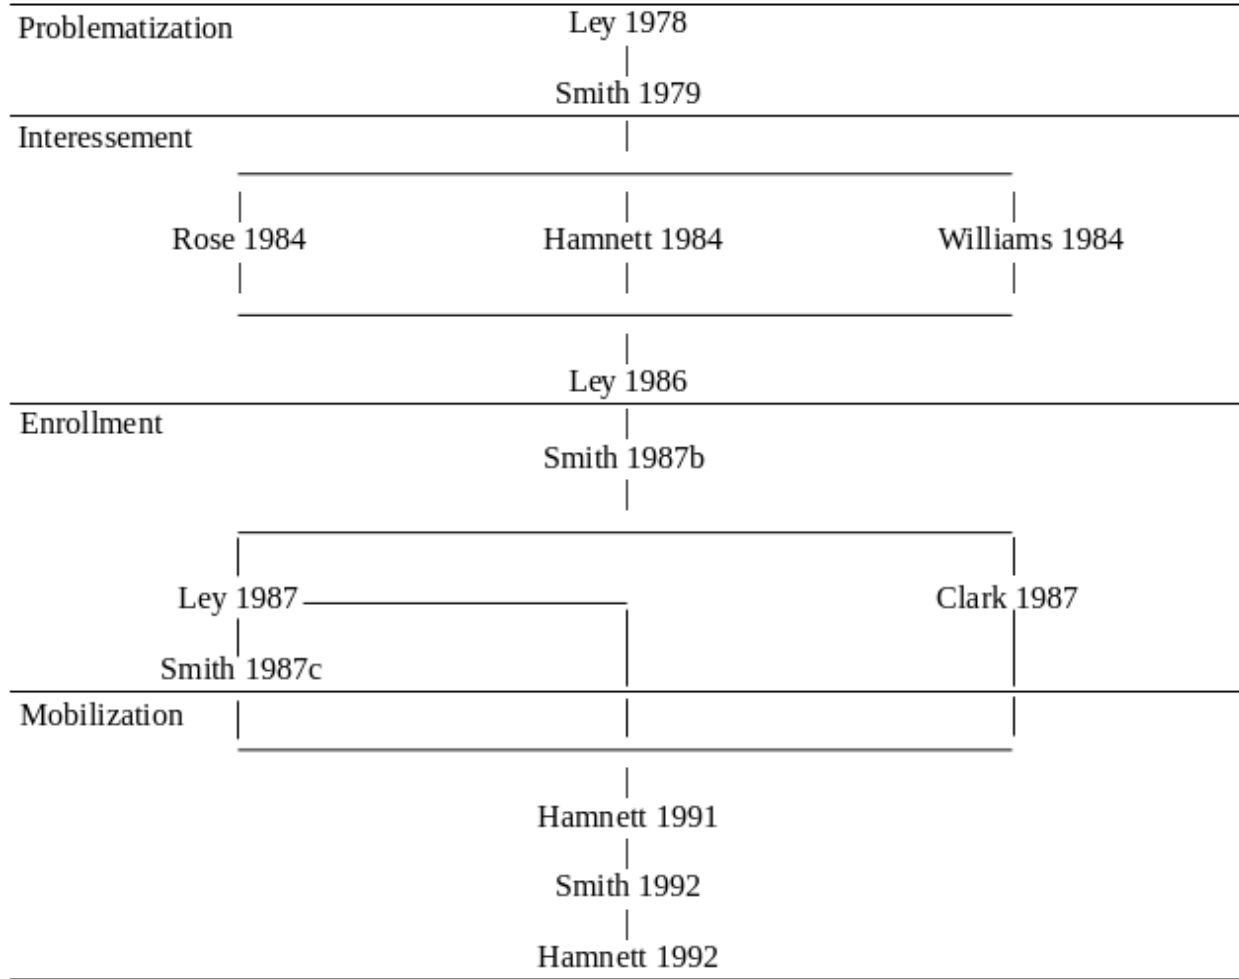 Problematization
Ley 1978
Smith 1979
Interessement
Rose 1984 Hamnett 1984 Williams 1984
Ley 1986
Enrollment
Smith 1987b
Ley 1987 Clark 1987
Smith 1987c
Mobilization
Hamnett 1991
Smith 1992
Hamnett 1992